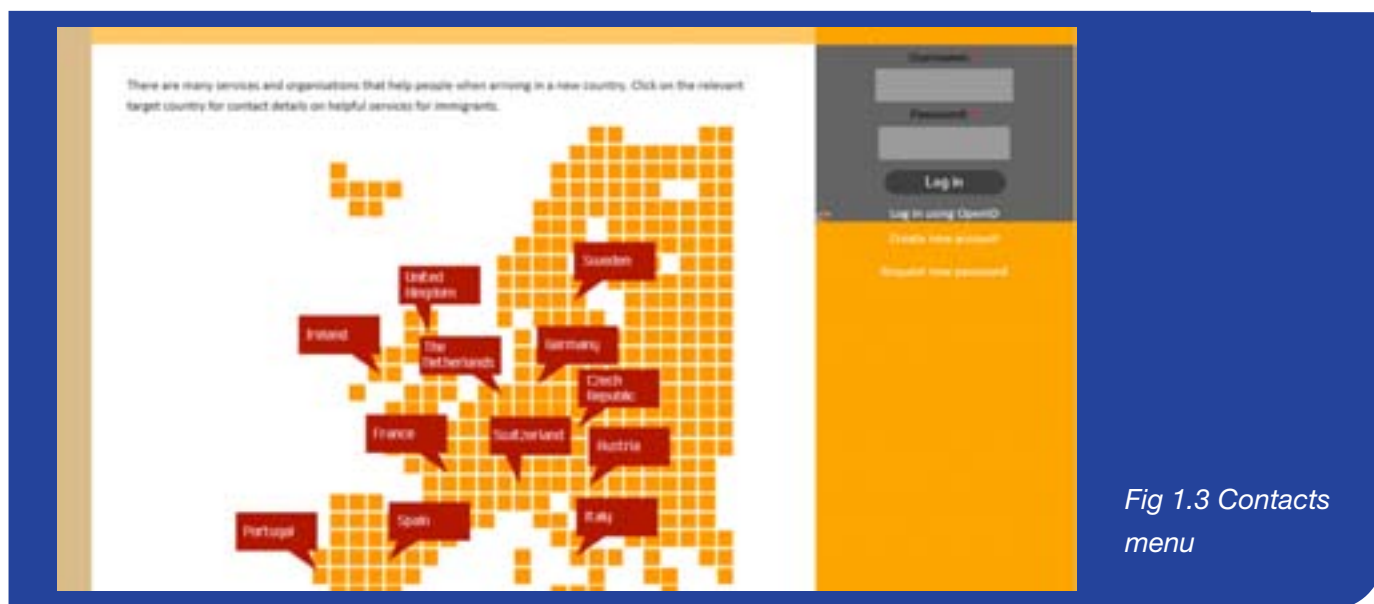 There are many services and organisations that help people when arriving in a new country. Click on the relevant
target country for contact details on helpful services for immigrants.
Username *
Password *
Log in
Log in using OpenID
Create new account
Request new password
Sweden
United
Kingdom
Ireland
The
Netherlands
Germany
Czech
Republic
France
Switzerland
Austria
Portugal
Spain
Italy
Fig 1.3 Contacts
menu